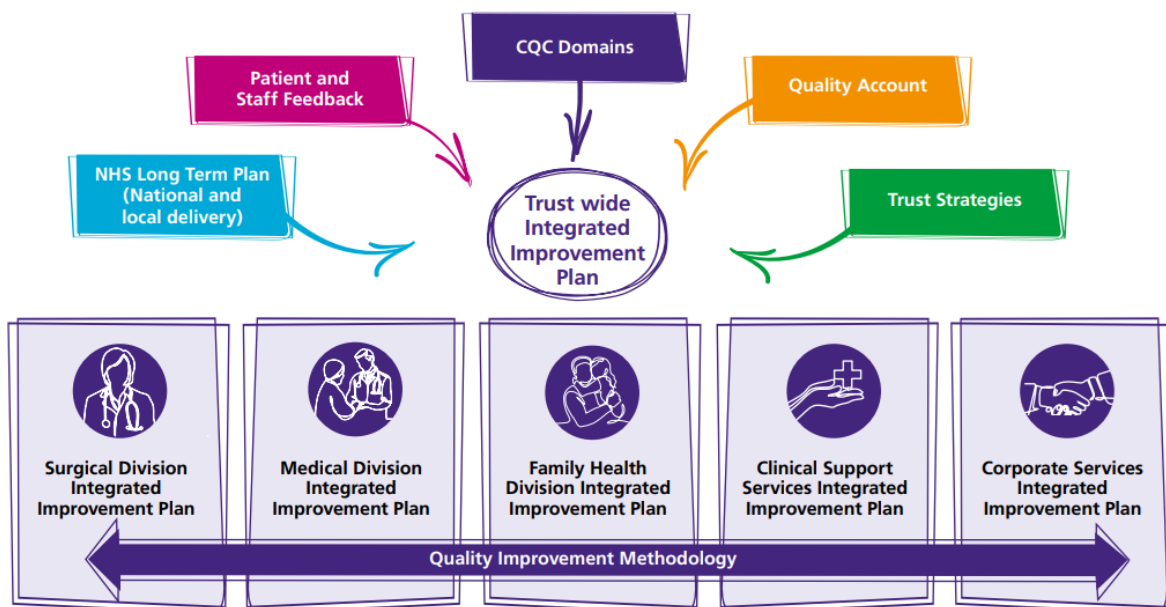 CQC Domains
Patient and
Staff Feedback
Quality Account
NHS Long Term Plan
(National and
local delivery)
Trust Strategies
Trust wide
Integrated
Improvement
Plan
Surgical Division
Integrated
Improvement Plan
Medical Division
Integrated
Improvement Plan
Family Health
Division Integrated
Improvement Plan
Clinical Support
Services Integrated
Improvement Plan
Corporate Services
Integrated
Improvement Plan
Quality Improvement Methodology